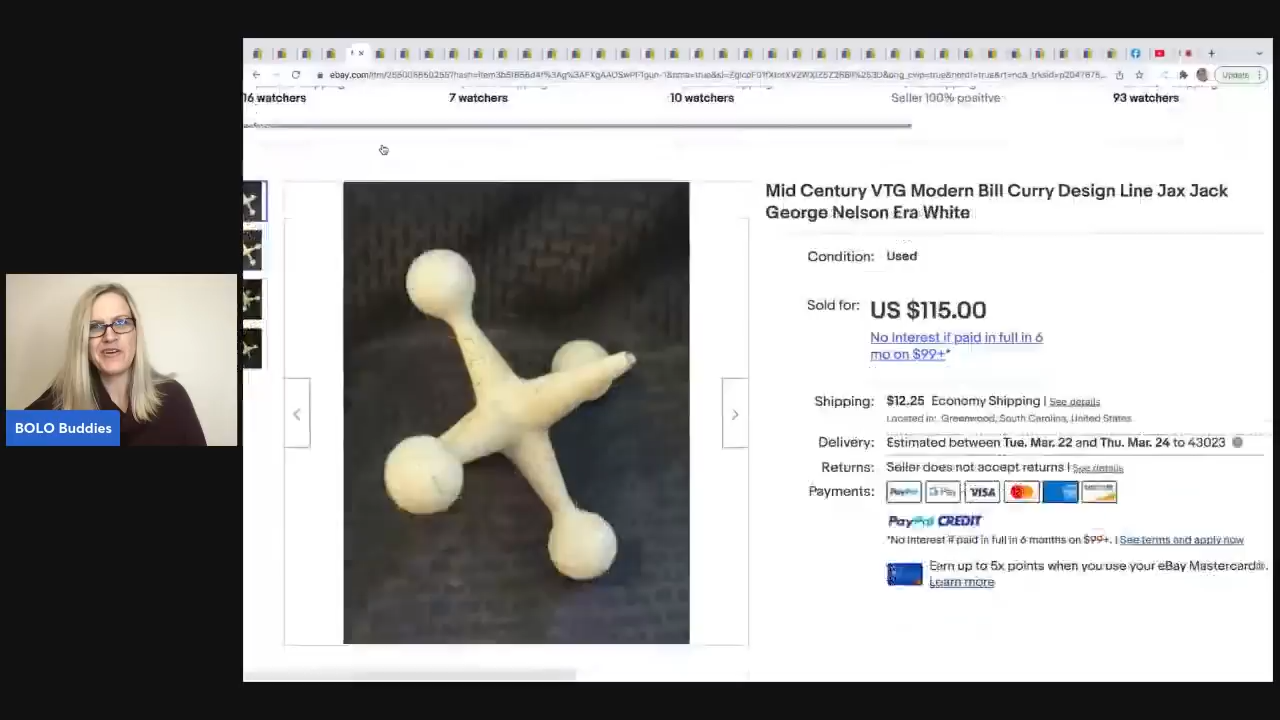 Update
16 watchers
7 watchers
10 watchers
Seller 100% positive
93 watchers
Mid Century VTG Modern Bill Curry Design Line Jax Jack
George Nelson Era White
Condition: Used
Sold for: US $115.00
No Interest if paid in full in 6
mo on $99+*
Shipping: $12.25 Economy Shipping | See details
Located in: Greenwood, South Carolina, United States
Delivery: Estimated between Tue. Mar. 22 and Thu. Mar. 24 to 43023
Returns: Seller does not accept returns | See details
Payments: PayPal G Pay VISA
PayPal CREDIT
*No Interest if paid in full in 6 months on $99+. | See terms and apply now
Earn up to 5x points when you use your eBay Mastercard®.
Learn more
BOLO Buddies